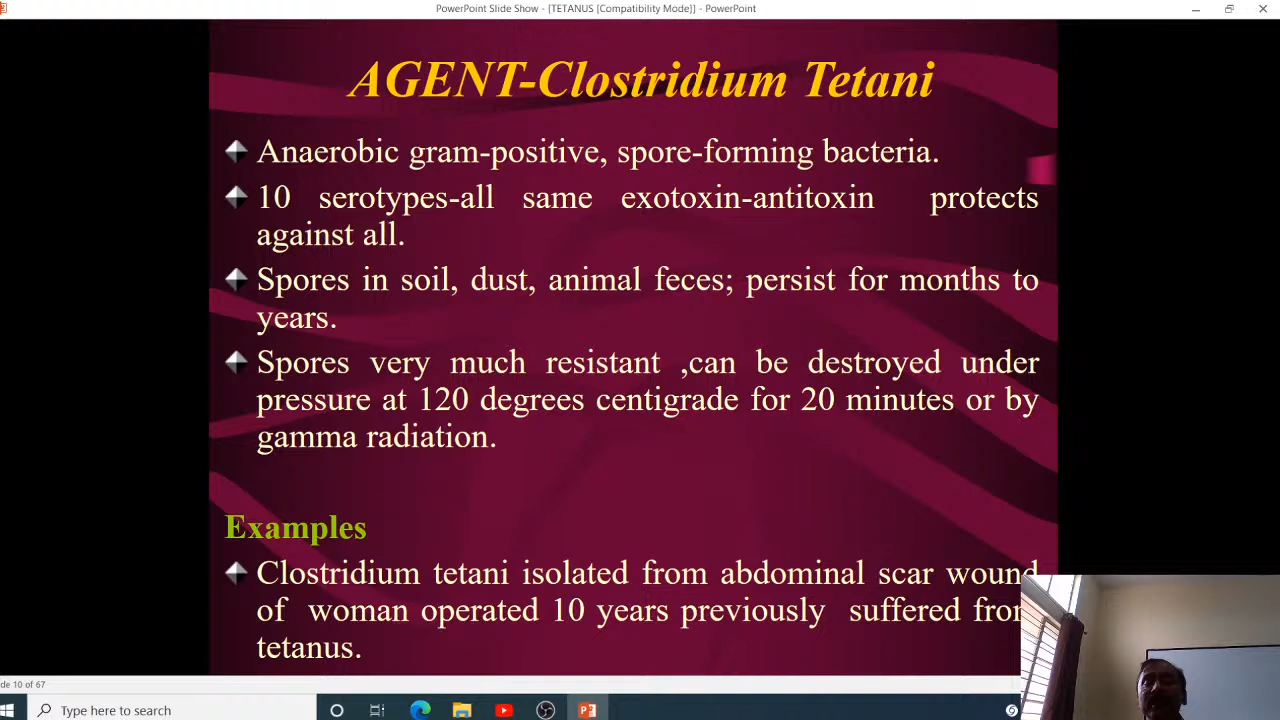 PowerPoint Slide Show - [TETANUS [Compatibility Mode]] - PowerPoint
AGENT-Clostridium Tetani
Anaerobic gram-positive, spore-forming bacteria.
10 serotypes-all same exotoxin-antitoxin protects
against all.
Spores in soil, dust, animal feces; persist for months to
years.
Spores very much resistant ,can be destroyed under
pressure at 120 degrees centigrade for 20 minutes or by
gamma radiation.
Examples
Clostridium tetani isolated from abdominal scar wound
of woman operated 10 years previously suffered from
tetanus.
de 10 of 67
Type here to search